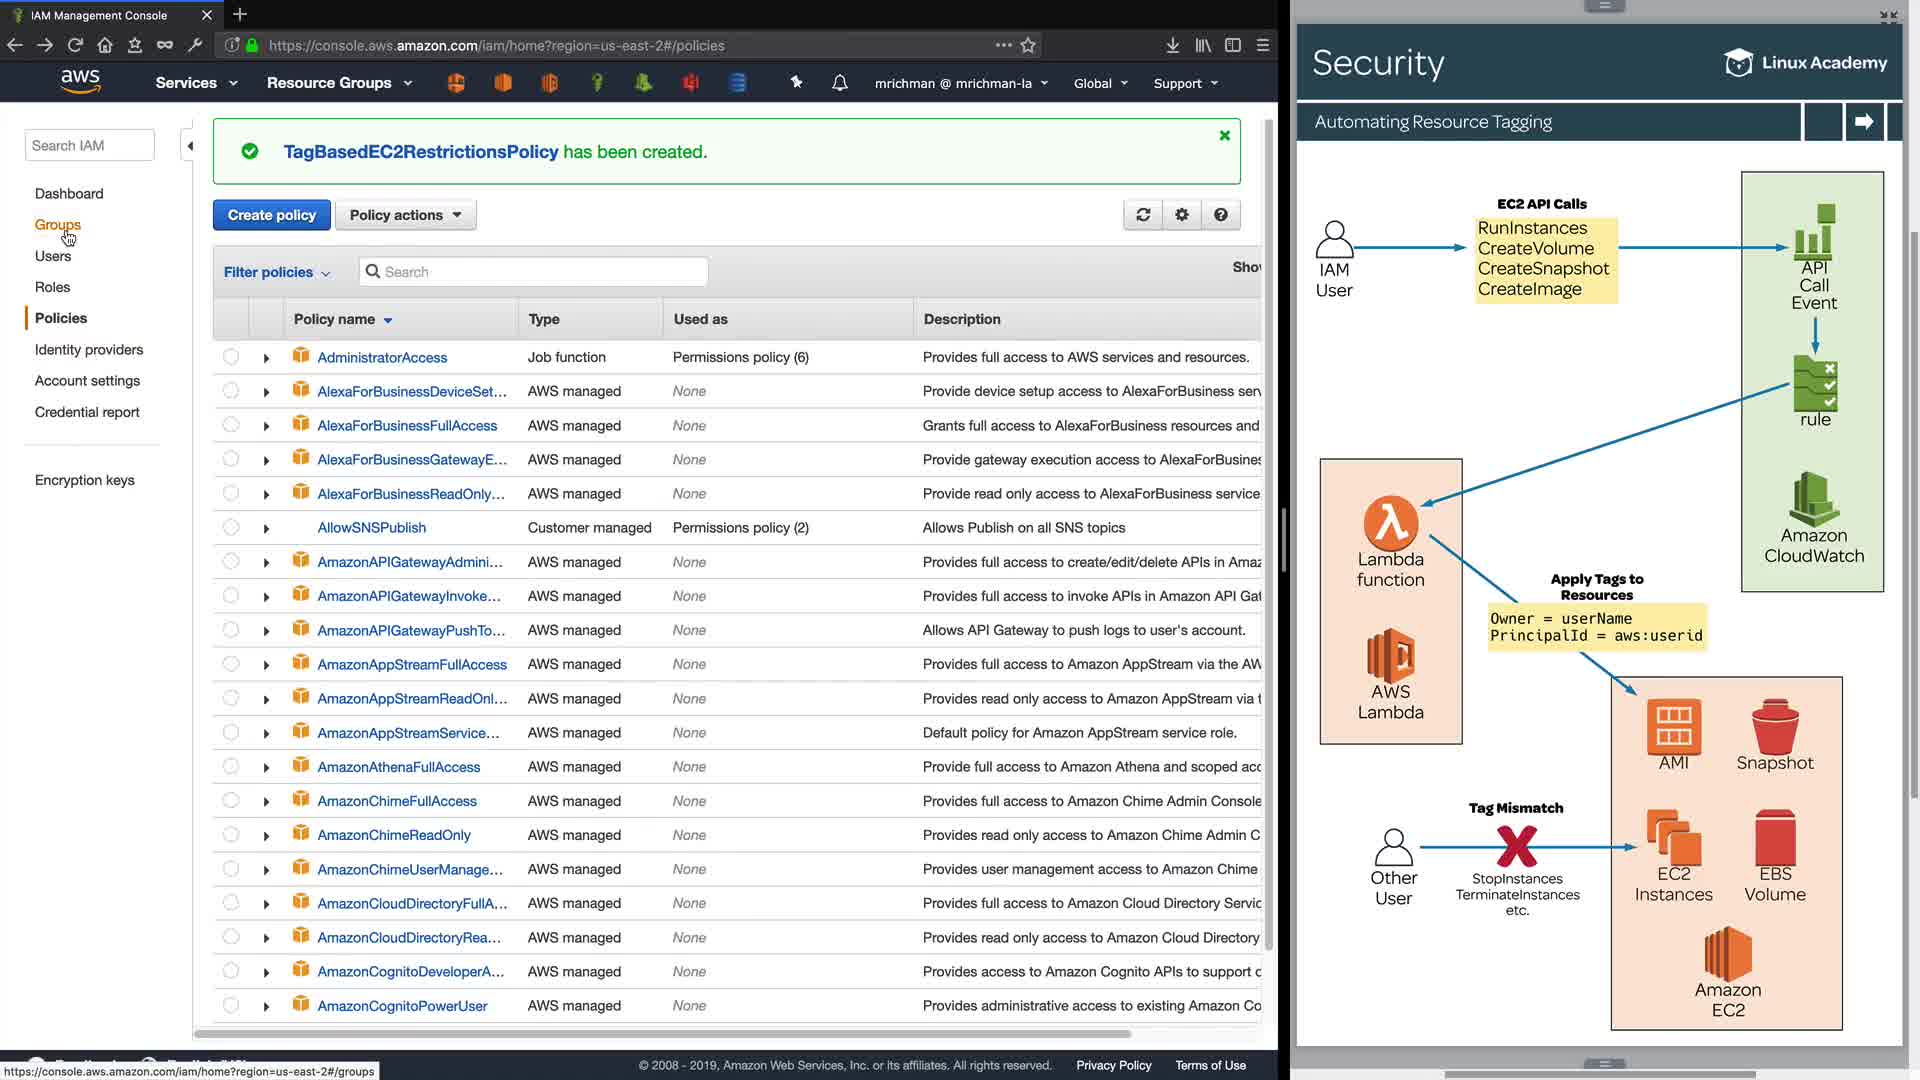 IAM Management Console
https://console.aws.amazon.com/iam/home?region=us-east-2#/policies
aws
Services
Resource Groups
mrichman @ mrichman-la
Global
Support
Search IAM
Dashboard
Groups
Users
Roles
Policies
Identity providers
Account settings
Credential report
Encryption keys
TagBasedEC2RestrictionsPolicy has been created.
Create policy
Policy actions
Filter policies
Search
Policy name Type Used as Description
AdministratorAccess Job function Permissions policy (6) Provides full access to AWS services and resources.
AlexaForBusinessDeviceSet... AWS managed None Provide device setup access to AlexaForBusiness
AlexaForBusinessFullAccess AWS managed None Grants full access to AlexaForBusiness resources and
AlexaForBusinessGatewayE... AWS managed None Provide gateway execution access to
AlexaForBusinessReadOnly... AWS managed None Provide read only access to AlexaForBusiness service
AllowSNSPublish Customer managed Permissions policy (2) Allows Publish on all SNS topics
AmazonAPIGatewayAdmini... AWS managed None Provides full access to create/edit/delete APIs in
AmazonAPIGatewayInvoke... AWS managed None Provides full access to invoke APIs in Amazon API
AmazonAPIGatewayPushTo... AWS managed None Allows API Gateway to push logs to user's account.
AmazonAppStreamFullAccess AWS managed None Provides full access to Amazon AppStream via the
AmazonAppStreamReadOnl... AWS managed None Provides read only access to Amazon AppStream via
AmazonAppStreamService... AWS managed None Default policy for Amazon AppStream service role.
AmazonAthenaFullAccess AWS managed None Provide full access to Amazon Athena and scoped
AmazonChimeFullAccess AWS managed None Provides full access to Amazon Chime Admin Console
AmazonChimeReadOnly AWS managed None Provides read only access to Amazon Chime Admin C
AmazonChimeUserManage... AWS managed None Provides user management access to Amazon Chime
AmazonCloudDirectoryFullA... AWS managed None Provides full access to Amazon Cloud Directory
AmazonCloudDirectoryRea... AWS managed None Provides read only access to Amazon Cloud Directory
AmazonCognitoDeveloperA... AWS managed None Provides access to Amazon Cognito APIs to support
AmazonCognitoPowerUser AWS managed None Provides administrative access to existing Amazon
© 2008 - 2019, Amazon Web Services, Inc. or its affiliates. All rights reserved. Privacy Policy Terms of Use
https://console.aws.amazon.com/iam/home?region=us-east-2#/groups
Security
Linux Academy
Automating Resource Tagging
IAM
User
EC2 API Calls
RunInstances
CreateVolume
CreateSnapshot
CreateImage
API
Call
Event
rule
Amazon
CloudWatch
Lambda
function
AWS
Lambda
Apply Tags to
Resources
Owner = userName
PrincipalId = aws:userid
AMI
Snapshot
Tag Mismatch
Other
User
StopInstances
TerminateInstances
etc.
EC2
Instances
EBS
Volume
Amazon
EC2